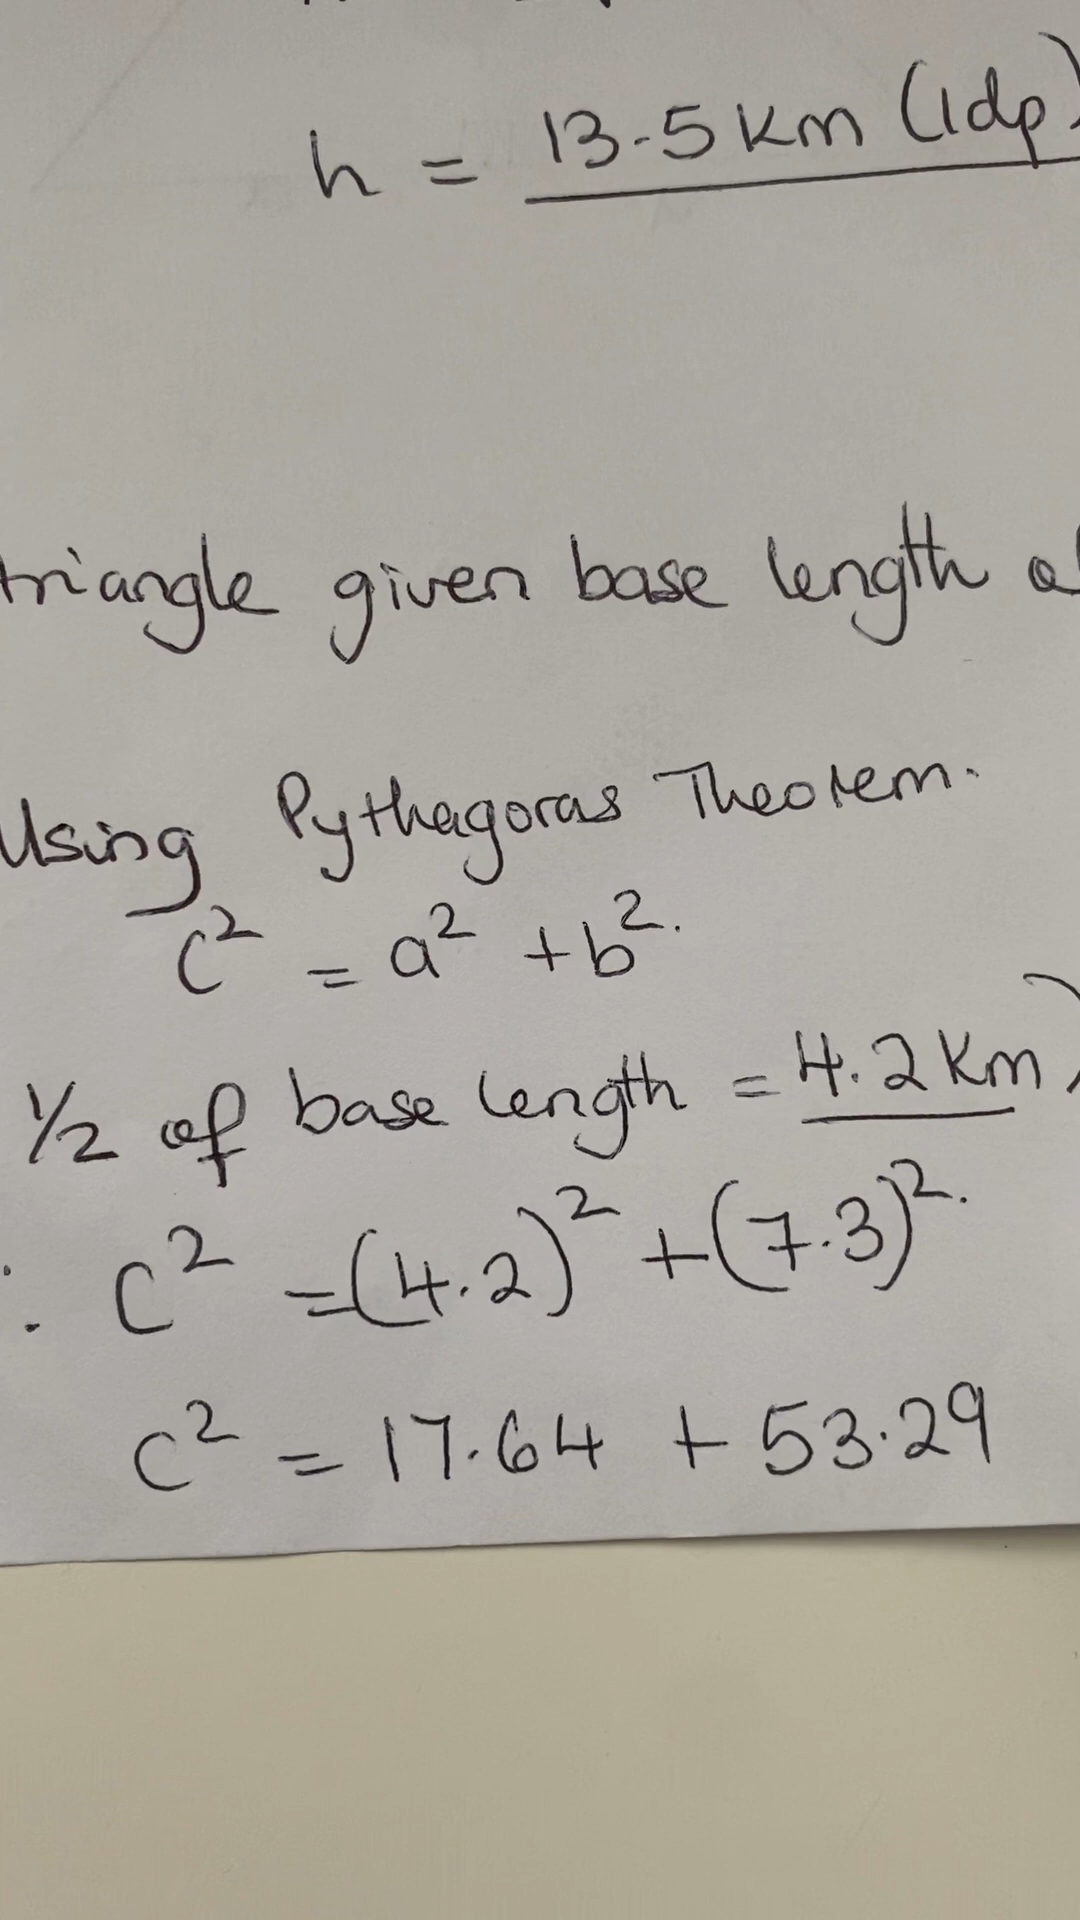 h = 13.5 km (1dp)
triangle given base length of
Using Pythagoras Theorem.
c² = a² + b².
1/2 of base length = 4.2 km)
: c² = (4.2)² + (7.3)².
c² = 17.64 + 53.29